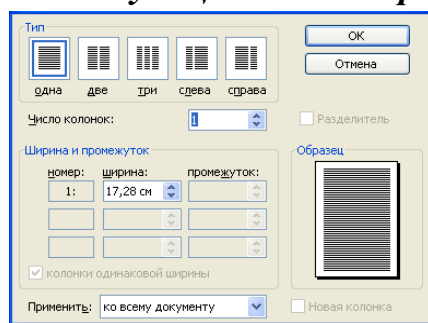 Тип
одна две три слева справа
ОК
Отмена
Число колонок: 1
Разделитель
Ширина и промежуток
номер: ширина: промежуток:
1: 17,28 см
колонки одинаковой ширины
Образец
Применить: ко всему документу
Новая колонка